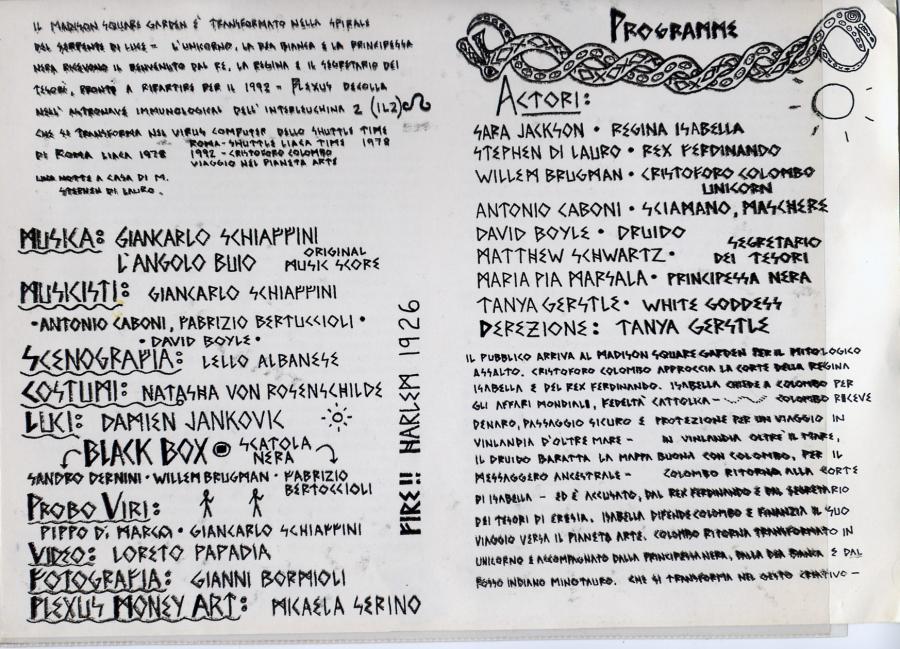 IL MADISON SQUARE GARDEN E' TRANSFORMATO NELLA SPIRALE
DEL SERPENTE DI LUCE = L'UNICORNO, LA DEA BIANCA E LA PRINCIPESSA
NERA RICEVONO IL BENVENUTO DAL RE, LA REGINA E IL SEGRETARIO DEI
TESORI, PRONTO A RIPARTIRE PER IL 1992 = PLEXUS DECOLLA
NELL' ASTRONAVE IMMUNOLOGICAL DELL' INTERLEUCHINA 2 (IL2)
CHE SI TRANSFORMA NEL VIRUS COMPUTER DELLO SHUTTLE TIME
DI ROMA LIACA 1978
ROMA-SHUTTLE LIACA TIME 1978
1992 - CRISTOFORO COLOMBO
VIAGGIO NEL PIANETA ARTE
UNA NOTTE A CASA DI M.
STEPHEN DI LAURO.
MUSICA: GIANCARLO SCHIAFFINI
L'ANGOLO BUIO ORIGINAL
MUSIC SCORE
MUSICISTI: GIANCARLO SCHIAFFINI
• ANTONIO CABONI, FABRIZIO BERTUCCIOLI •
• DAVID BOYLE •
SCENOGRAFIA: LELLO ALBANESE
COSTUMI: NATASHA VON ROSENSCHILDE
LUCI: DAMIEN JANKOVIC
BLACK BOX SCATOLA
NERA
SANDRO DERNINI • WILLEM BRUGMAN • FABRIZIO
BERTOCCIOLI
PROBO VIRI:
PIPPO DI MARCA • GIANCARLO SCHIAFFINI
VIDEO: LORETO PAPADIA
FOTOGRAFIA: GIANNI BORMIOLI
PLEXUS MONEY ART: MICAELA SERINO
FIRE!! HARLEM 1926
PROGRAMME
ACTORI:
SARA JACKSON • REGINA ISABELLA
STEPHEN DI LAURO • REX FERDINANDO
WILLEM BRUGMAN • CRISTOFORO COLOMBO
UNICORN
ANTONIO CABONI • SCIAMANO, MASCHERE
DAVID BOYLE • DRUIDO
MATTHEW SCHWARTZ • SEGRETARIO
DEI TESORI
MARIA PIA MARSALA • PRINCIPESSA NERA
TANYA GERSTLE • WHITE GODDESS
DEREZIONE: TANYA GERSTLE
IL PUBBLICO ARRIVA AL MADISON SQUARE GARDEN PER IL MITOLOGICO
ASSALTO. CRISTOFORO COLOMBO APPROCCIA LA CORTE DELLA REGINA
ISABELLA E DEL REX FERDINANDO. ISABELLA CHIEDE A COLOMBO PER
GLI AFFARI MONDIALI, FEDELTA' CATTOLICA - COLOMBO RICEVE
DENARO, PASSAGGIO SICURO E PROTEZIONE PER UN VIAGGIO IN
VINLANDIA D'OLTRE MARE - IN VINLANDIA OLTRE IL MARE,
IL DRUIDO BARATTA LA MAPPA BUONA CON COLOMBO, PER IL
MESSAGGERO ANCESTRALE - COLOMBO RITORNA ALLA CORTE
DI ISABELLA - ED E' ACCUSATO, DAL REX FERDINANDO E DAL SEGRETARIO
DEI TESORI DI ERESIA. ISABELLA DIFENDE COLOMBO E FINANZIA IL SUO
VIAGGIO VERSA IL PIANETA ARTE. COLOMBO RITORNA TRANSFORMATO IN
UNICORNO E ACCOMPAGNATO DALLA PRINCIPESSA NERA, DALLA DEA BIANCA E DAL
ROSSO INDIANO MINOTAURO. CHE SI TRANSFORMA NEL GESTO CREATIVO -